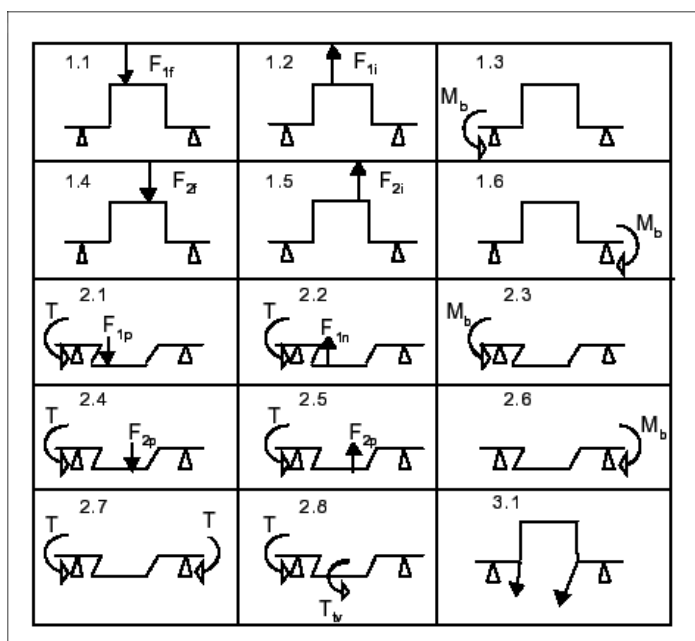 1.1 F1f
1.2 F1i
1.3
Mb
1.4 F2f
1.5 F2i
1.6
Mb
2.1
T F1p
2.2
T F1n
2.3
Mb
2.4
T F2p
2.5
T F2p
2.6
Mb
2.7
T T
2.8
T
Ttv
3.1